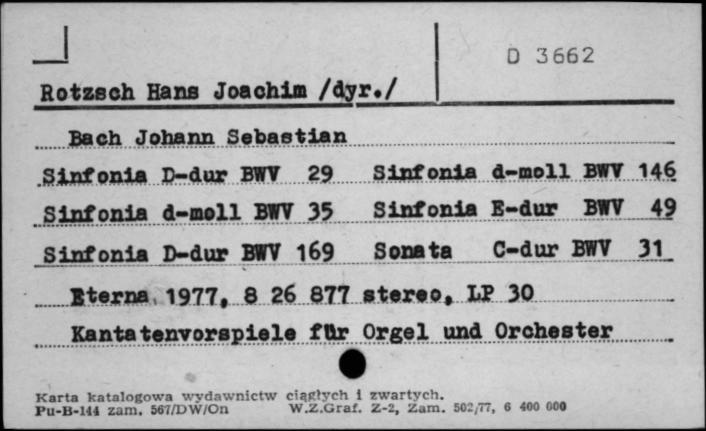 D 3662
Rotzsch Hans Joachim /dyr./
Bach Johann Sebastian
Sinfonia D-dur BWV 29 Sinfonia d-moll BWV 146
Sinfonia d-moll BWV 35 Sinfonia E-dur BWV 49
Sinfonia D-dur BWV 169 Sonata C-dur BWV 31
Eterna, 1977, 8 26 877 stereo, LP 30
Kantatenvorspiele für Orgel und Orchester
Karta katalogowa wydawnictw ciągłych i zwartych.
Pu-B-144 zam. 567/DW/On W.Z.Graf. Z-2, Zam. 502/77, 6 400 000